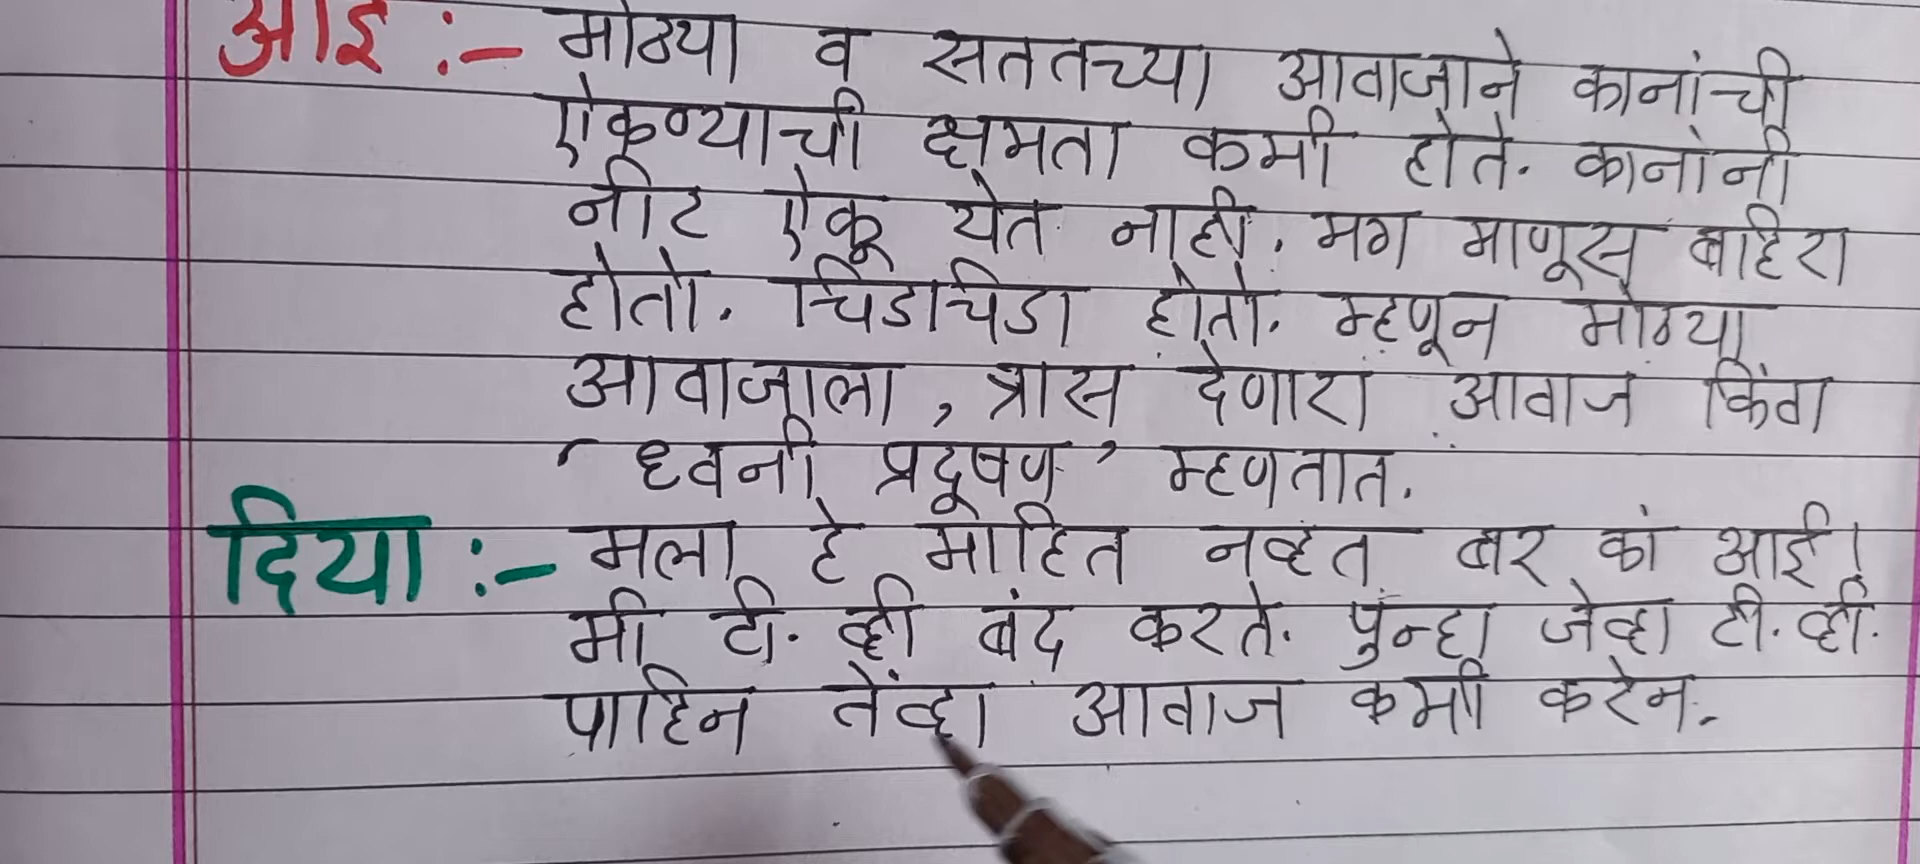 आई :- मोठ्या व सततच्या आवाजाने कानांची
ऐकण्याची क्षमता कमी होते. कानांनी
नीट ऐकू येत नाही. मग माणूस बहिरा
होतो. चिडचिडा होतो. म्हणून मोठ्या
आवाजाला, त्रास देणारा आवाज किंवा
' ध्वनी प्रदूषण ' म्हणतात.
दिया :- मला हे माहित नव्हत बर कां आई!
मी टी. व्ही बंद करते. पुन्हा जेव्हा टी. व्ही.
पाहिन तेंव्हा आवाज कमी करेन.